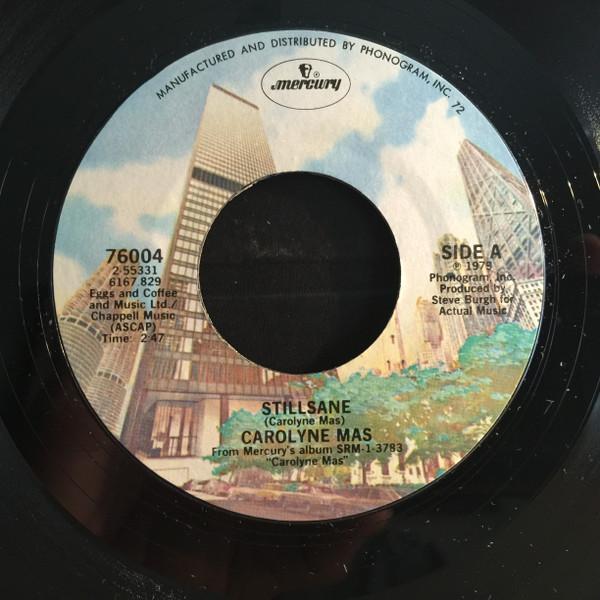 MANUFACTURED AND DISTRIBUTED BY PHONOGRAM, INC. 72
mercury ®
76004
2-55331
6167.829
Eggs and Coffee
and Music Ltd./
Chappell Music
(ASCAP)
Time: 2:47
SIDE A
℗ 1979
Phonogram, Inc.
Produced by
Steve Burgh for
Actual Music
STILLSANE
(Carolyne Mas)
CAROLYNE MAS
From Mercury's album SRM-1-3783
"Carolyne Mas"